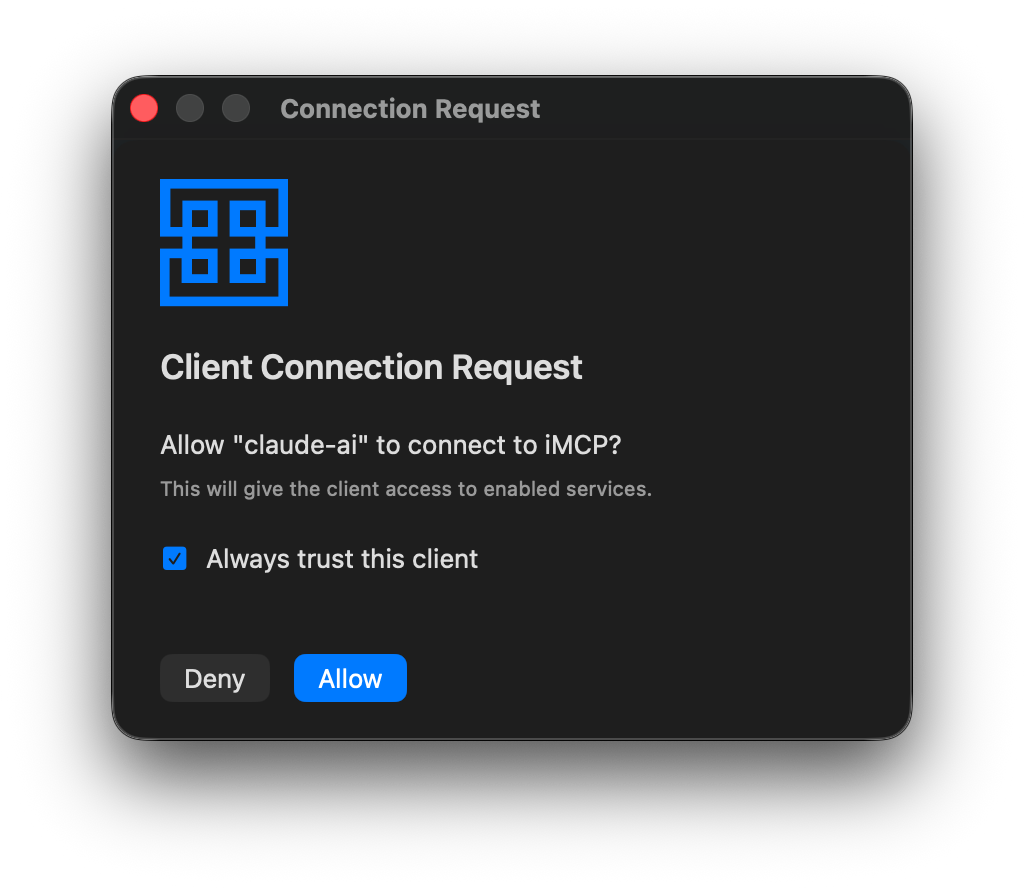 Connection Request
Client Connection Request
Allow "claude-ai" to connect to iMCP?
This will give the client access to enabled services.
Always trust this client
Deny
Allow